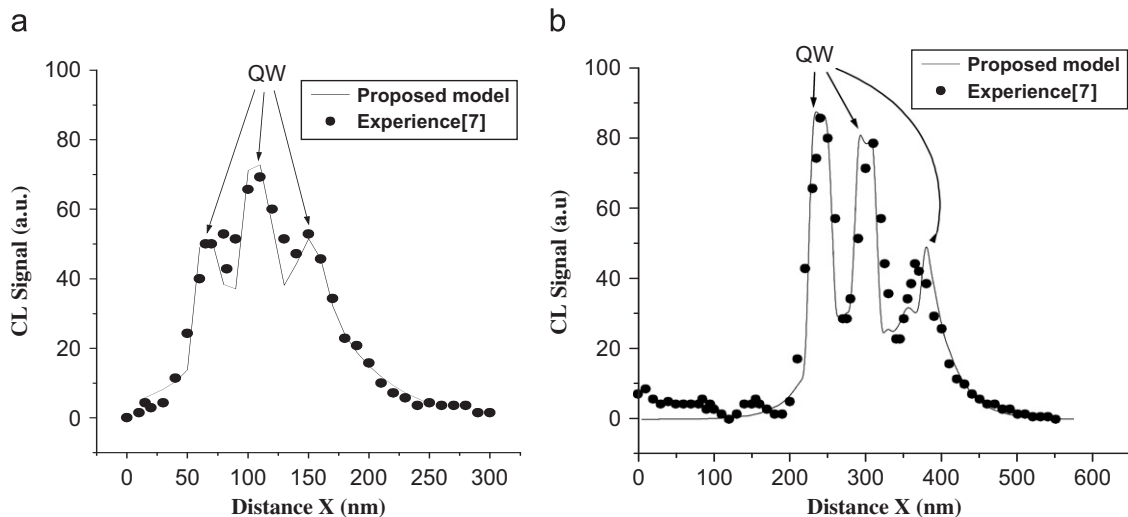 a
QW
Proposed model
Experience[7]
100
80
60
40
20
0
CL Signal (a.u.)
0 50 100 150 200 250 300
Distance X (nm)
b
QW
Proposed model
Experience[7]
100
80
60
40
20
0
CL Signal (a.u)
0 100 200 300 400 500 600
Distance X (nm)